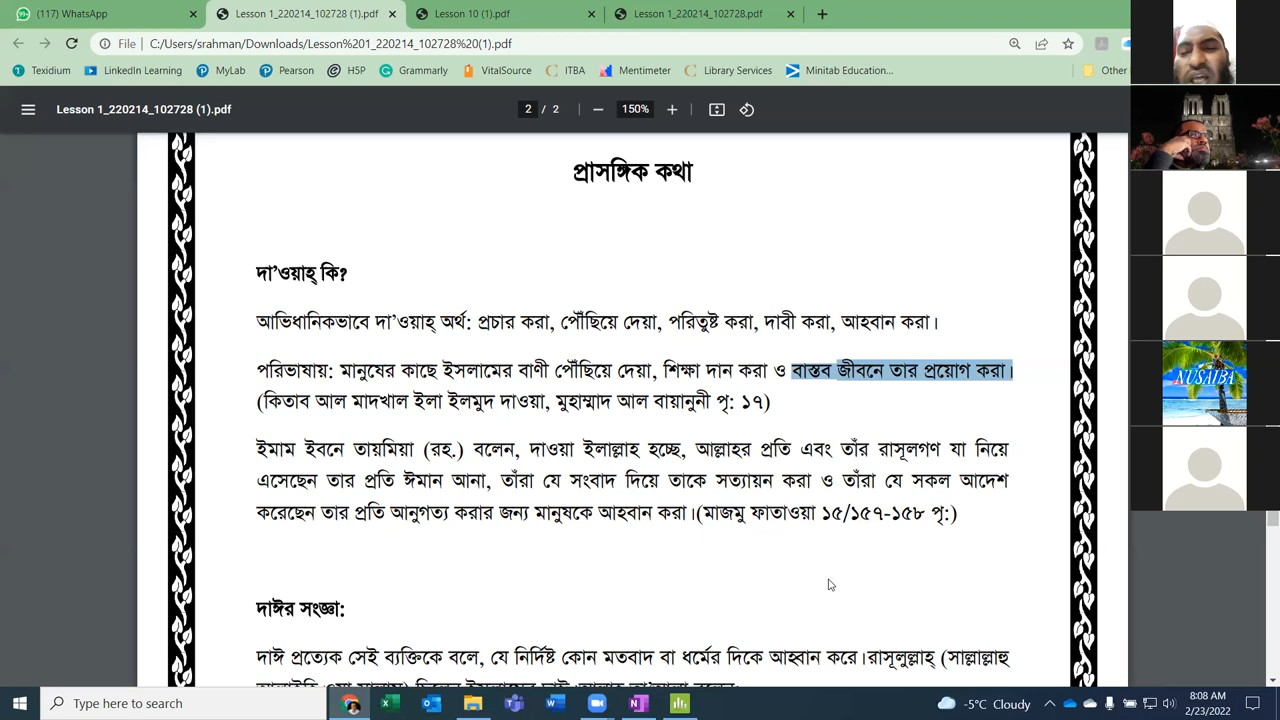 (117) WhatsApp
Lesson 1_220214_102728 (1).pdf
Lesson 10 (1).pdf
Lesson 1_220214_102728.pdf
File C:/Users/srahman/Downloads/Lesson%201_220214_102728%20(1).pdf
Texidium LinkedIn Learning MyLab Pearson HSP Grammarly VitalSource ITBA Mentimeter Library Services Minitab Education... Other
Lesson 1_220214_102728 (1).pdf 2 / 2 150%
প্রাসঙ্গিক কথা
দা'ওয়াহ্ কি?
আভিধানিকভাবে দা'ওয়াহ্ অর্থ: প্রচার করা, পৌঁছিয়ে দেয়া, পরিতুষ্ট করা, দাবী করা, আহবান করা।
পরিভাষায়: মানুষের কাছে ইসলামের বাণী পৌঁছিয়ে দেয়া, শিক্ষা দান করা ও বাস্তব জীবনে তার প্রয়োগ করা।
(কিতাব আল মাদখাল ইলা ইলমুদ দাওয়া, মুহাম্মাদ আল বায়ানুনী পৃ: ১৭)
ইমাম ইবনে তায়মিয়া (রহ.) বলেন, দাওয়া ইলাল্লাহ হচ্ছে, আল্লাহর প্রতি এবং তাঁর রাসূলগণ যা নিয়ে
এসেছেন তার প্রতি ঈমান আনা, তাঁরা যে সংবাদ দিয়ে তাকে সত্যায়ন করা ও তাঁরা যে সকল আদেশ
করেছেন তার প্রতি আনুগত্য করার জন্য মানুষকে আহবান করা।(মাজমু ফাতাওয়া ১৫/১৫৭-১৫৮ পৃ:)
দাঈর সংজ্ঞা:
দাঈ প্রত্যেক সেই ব্যক্তিকে বলে, যে নির্দিষ্ট কোন মতবাদ বা ধর্মের দিকে আহ্বান করে।রাসূলুল্লাহ্ (সাল্লাল্লাহু
NUSAIBA
Type here to search
-5°C Cloudy
8:08 AM
2/23/2022